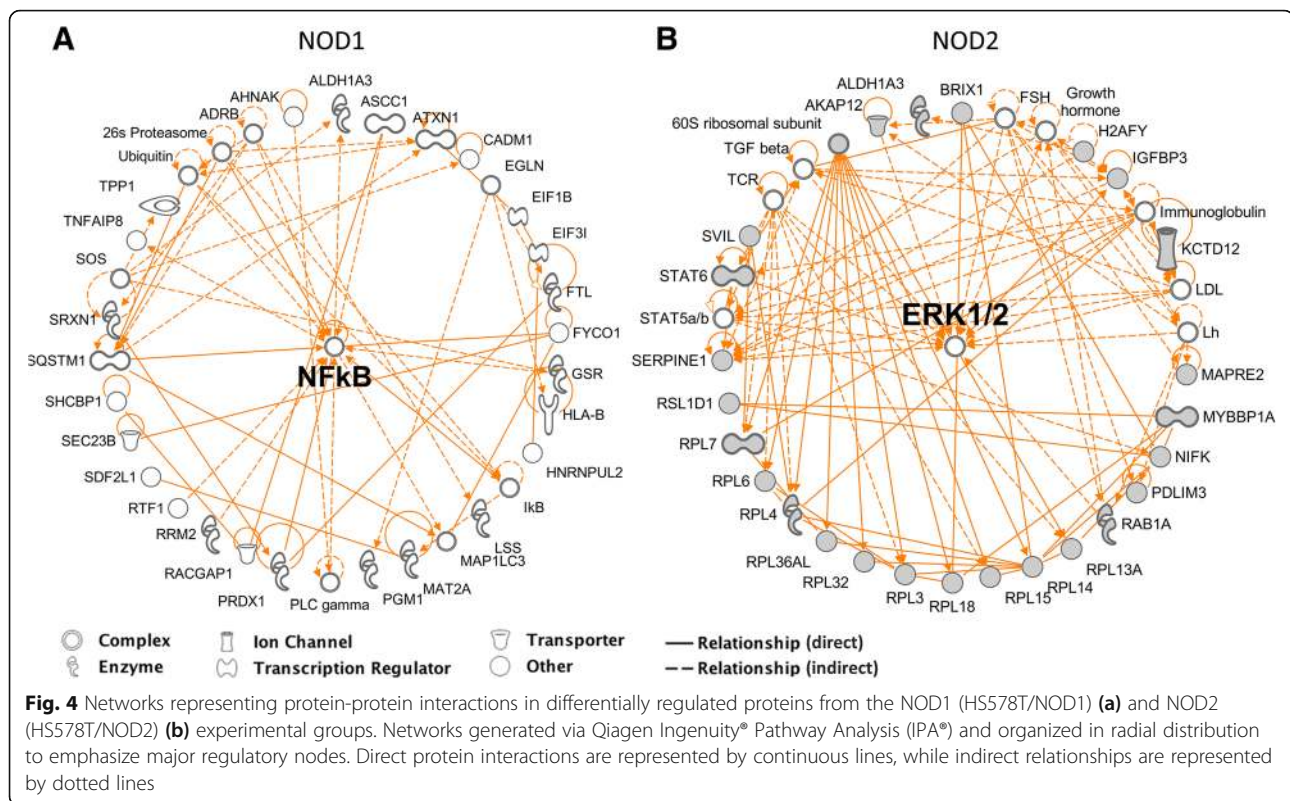 A
NOD1
AHNAK
ALDH1A3
ASCC1
ATXN1
CADM1
EGLN
EIF1B
EIF3I
FTL
FYCO1
GSR
HLA-B
HNRNPUL2
IkB
LSS
MAP1LC3
MAT2A
PGM1
PLC gamma
PRDX1
RACGAP1
RRM2
RTF1
SDF2L1
SEC23B
SHCBP1
SQSTM1
SRXN1
SOS
TNFAIP8
TPP1
Ubiquitin
26s Proteasome
ADRB
NFkB
B
NOD2
ALDH1A3
BRIX1
FSH
Growth
hormone
H2AFY
IGFBP3
Immunoglobulin
KCTD12
LDL
Lh
MAPRE2
MYBBP1A
NIFK
PDLIM3
RAB1A
RPL13A
RPL14
RPL15
RPL18
RPL3
RPL32
RPL36AL
RPL4
RPL6
RPL7
RSL1D1
SERPINE1
STAT5a/b
STAT6
SVIL
TCR
TGF beta
60S ribosomal subunit
AKAP12
ERK1/2
Complex
Ion Channel
Transporter
Relationship (direct)
Enzyme
Transcription Regulator
Other
Relationship (indirect)
Fig. 4 Networks representing protein-protein interactions in differentially regulated proteins from the NOD1 (HS578T/NOD1) (a) and NOD2
(HS578T/NOD2) (b) experimental groups. Networks generated via Qiagen Ingenuity® Pathway Analysis (IPA®) and organized in radial distribution
to emphasize major regulatory nodes. Direct protein interactions are represented by continuous lines, while indirect relationships are represented
by dotted lines